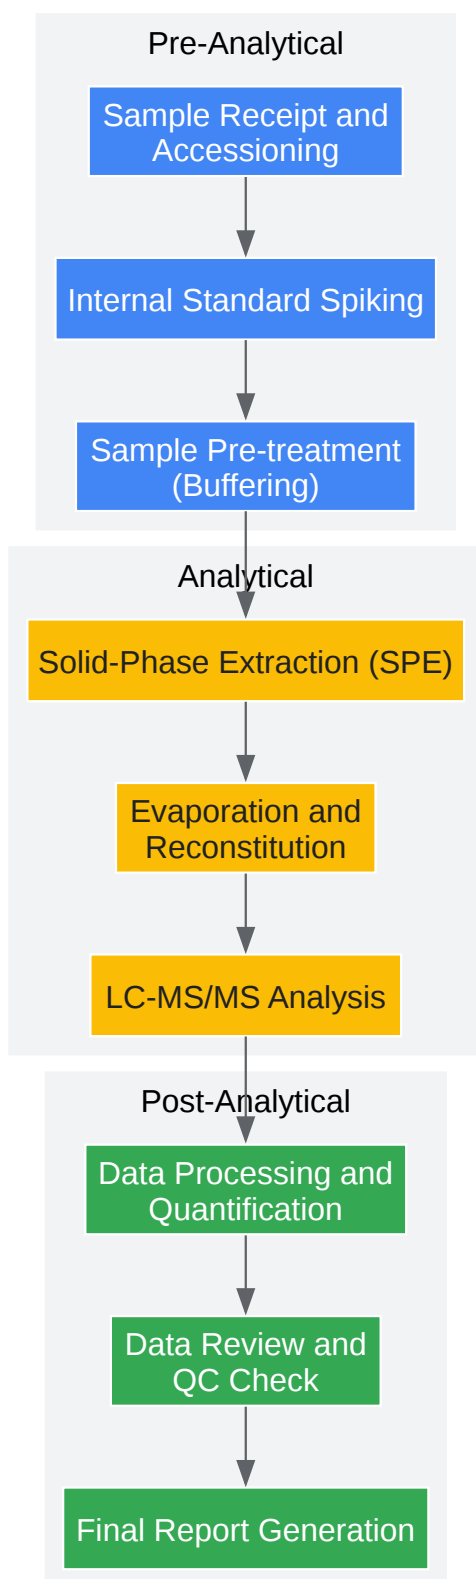 Pre-Analytical
Sample Receipt and
Accessioning
Internal Standard Spiking
Sample Pre-treatment
(Buffering)
Analytical
Solid-Phase Extraction (SPE)
Evaporation and
Reconstitution
LC-MS/MS Analysis
Post-Analytical
Data Processing and
Quantification
Data Review and
QC Check
Final Report Generation